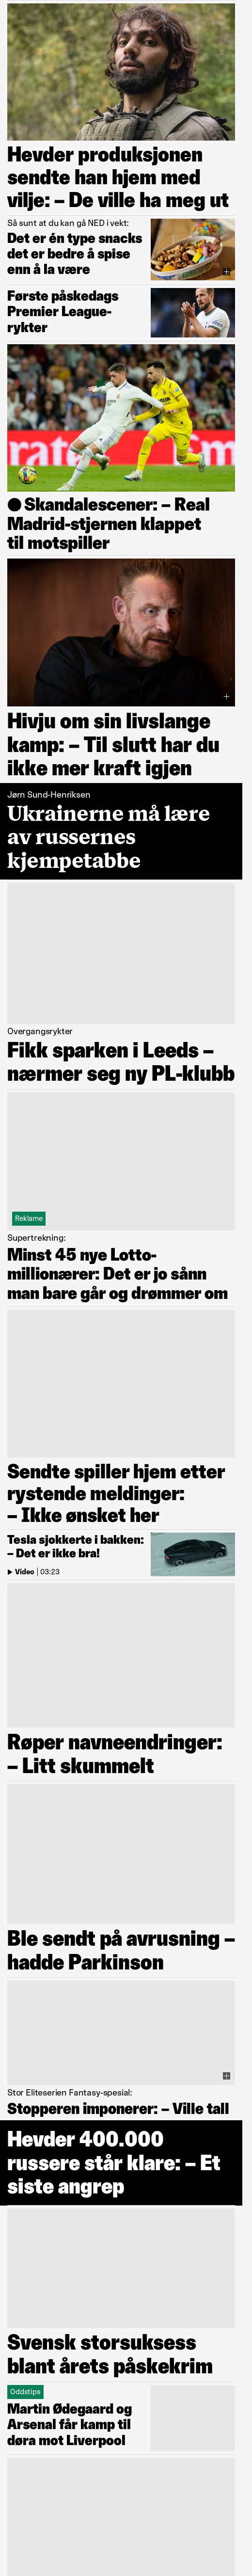 Hevder produksjonen
sendte han hjem med
vilje: – De ville ha meg ut
Så sunt at du kan gå NED i vekt:
Det er én type snacks
det er bedre å spise
enn å la være
Første påskedags
Premier League-
rykter
Skandalescener: – Real
Madrid-stjernen klappet
til motspiller
Hivju om sin livslange
kamp: – Til slutt har du
ikke mer kraft igjen
Jørn Sund-Henriksen
Ukrainerne må lære
av russernes
kjempetabbe
Overgangsrykter
Fikk sparken i Leeds –
nærmer seg ny PL-klubb
Reklame
Supertrekning:
Minst 45 nye Lotto-
millionærer: Det er jo sånn
man bare går og drømmer om
Sendte spiller hjem etter
rystende meldinger:
– Ikke ønsket her
Tesla sjokkerte i bakken:
– Det er ikke bra!
Video | 03:23
Røper navneendringer:
– Litt skummelt
Ble sendt på avrusning –
hadde Parkinson
Stor Eliteserien Fantasy-spesial:
Stopperen imponerer: – Ville tall
Hevder 400.000
russere står klare: – Et
siste angrep
Svensk storsuksess
blant årets påskekrim
Oddstips
Martin Ødegaard og
Arsenal får kamp til
døra mot Liverpool